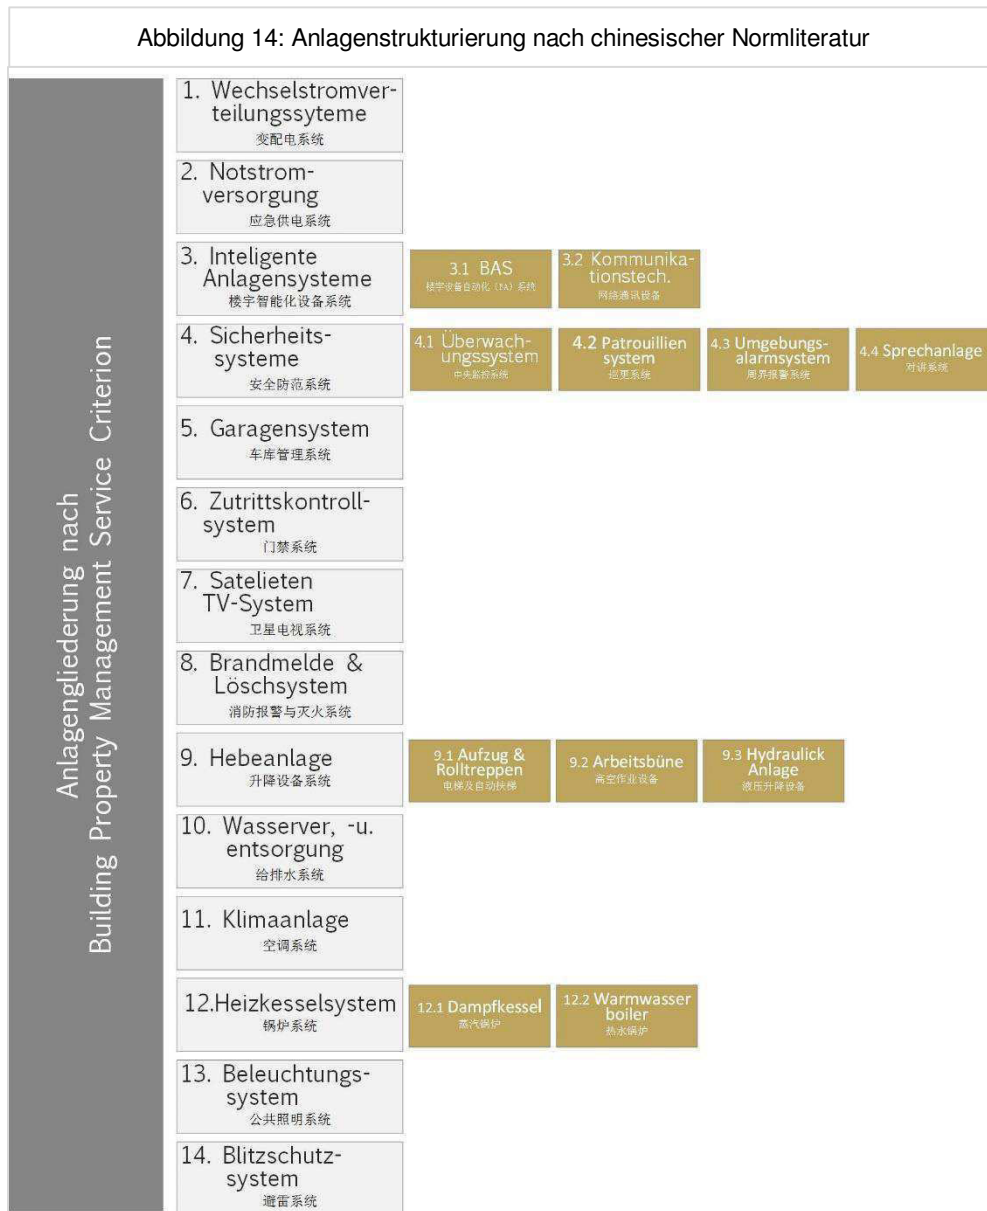 Abbildung 14: Anlagenstrukturierung nach chinesischer Normliteratur
Anlagengliederung nach
Building Property Management Service Criterion
1. Wechselstromver-
teilungssyteme
变配电系统
2. Notstrom-
versorgung
应急供电系统
3. Inteligente
Anlagensysteme
楼宇智能化设备系统
3.1 BAS
楼宇设备自动化（BA）系统
3.2 Kommunika-
tionstech.
网络通讯设备
4. Sicherheits-
systeme
安全防范系统
4.1 Überwach-
ungssystem
中央监控系统
4.2 Patrouillien
system
巡更系统
4.3 Umgebungs-
alarmsystem
周界报警系统
4.4 Sprechanlage
对讲系统
5. Garagensystem
车库管理系统
6. Zutrittskontroll-
system
门禁系统
7. Satelieten
TV-System
卫星电视系统
8. Brandmelde &
Löschsystem
消防报警与灭火系统
9. Hebeanlage
升降设备系统
9.1 Aufzug &
Rolltreppen
电梯及自动扶梯
9.2 Arbeitsbüne
高空作业设备
9.3 Hydraulick
Anlage
液压升降设备
10. Wasserver, -u.
entsorgung
给排水系统
11. Klimaanlage
空调系统
12.Heizkesselsystem
锅炉系统
12.1 Dampfkessel
蒸汽锅炉
12.2 Warmwasser
boiler
热水锅炉
13. Beleuchtungs-
system
公共照明系统
14. Blitzschutz-
system
避雷系统